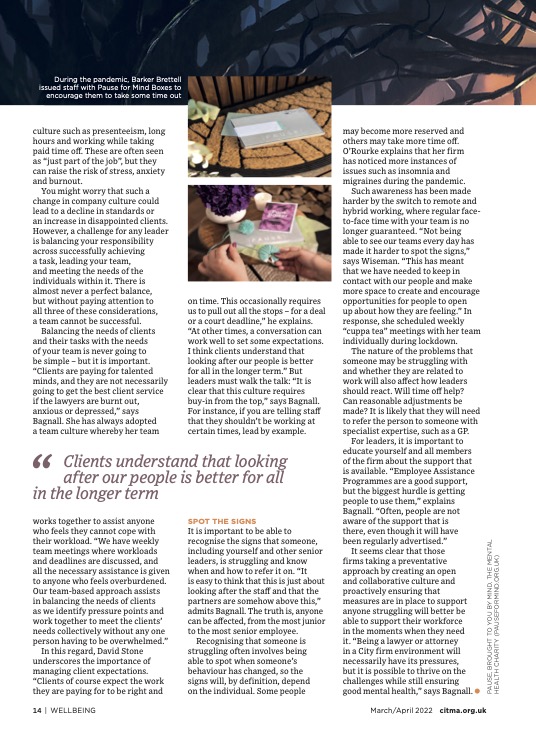 During the pandemic, Barker Brettell
issued staff with Pause for Mind Boxes to
encourage them to take some time out
culture such as presenteeism, long
hours and working while taking
paid time off. These are often seen
as “just part of the job”, but they
can raise the risk of stress, anxiety
and burnout.
You might worry that such a
change in company culture could
lead to a decline in standards or
an increase in disappointed clients.
However, a challenge for any leader
is balancing your responsibility
across successfully achieving
a task, leading your team,
and meeting the needs of the
individuals within it. There is
almost never a perfect balance,
but without paying attention to
all three of these considerations,
a team cannot be successful.
Balancing the needs of clients
and their tasks with the needs
of your team is never going to
be simple – but it is important.
“Clients are paying for talented
minds, and they are not necessarily
going to get the best client service
if the lawyers are burnt out,
anxious or depressed,” says
Bagnall. She has always adopted
a team culture whereby her team
“ Clients understand that looking
after our people is better for all
in the longer term
works together to assist anyone
who feels they cannot cope with
their workload. “We have weekly
team meetings where workloads
and deadlines are discussed, and
all the necessary assistance is given
to anyone who feels overburdened.
Our team-based approach assists
in balancing the needs of clients
as we identify pressure points and
work together to meet the clients’
needs collectively without any one
person having to be overwhelmed.”
In this regard, David Stone
underscores the importance of
managing client expectations.
“Clients of course expect the work
they are paying for to be right and
on time. This occasionally requires
us to pull out all the stops – for a deal
or a court deadline,” he explains.
“At other times, a conversation can
work well to set some expectations.
I think clients understand that
looking after our people is better
for all in the longer term.” But
leaders must walk the talk: “It is
clear that this culture requires
buy-in from the top,” says Bagnall.
For instance, if you are telling staff
that they shouldn’t be working at
certain times, lead by example.
SPOT THE SIGNS
It is important to be able to
recognise the signs that someone,
including yourself and other senior
leaders, is struggling and know
when and how to refer it on. “It
is easy to think that this is just about
looking after the staff and that the
partners are somehow above this,”
admits Bagnall. The truth is, anyone
can be affected, from the most junior
to the most senior employee.
Recognising that someone is
struggling often involves being
able to spot when someone’s
behaviour has changed, so the
signs will, by definition, depend
on the individual. Some people
may become more reserved and
others may take more time off.
O’Rourke explains that her firm
has noticed more instances of
issues such as insomnia and
migraines during the pandemic.
Such awareness has been made
harder by the switch to remote and
hybrid working, where regular face-
to-face time with your team is no
longer guaranteed. “Not being
able to see our teams every day has
made it harder to spot the signs,”
says Wiseman. “This has meant
that we have needed to keep in
contact with our people and make
more space to create and encourage
opportunities for people to open
up about how they are feeling.” In
response, she scheduled weekly
“cuppa tea” meetings with her team
individually during lockdown.
The nature of the problems that
someone may be struggling with
and whether they are related to
work will also affect how leaders
should react. Will time off help?
Can reasonable adjustments be
made? It is likely that they will need
to refer the person to someone with
specialist expertise, such as a GP.
For leaders, it is important to
educate yourself and all members
of the firm about the support that
is available. “Employee Assistance
Programmes are a good support,
but the biggest hurdle is getting
people to use them,” explains
Bagnall. “Often, people are not
aware of the support that is
there, even though it will have
been regularly advertised.”
It seems clear that those
firms taking a preventative
approach by creating an open
and collaborative culture and
proactively ensuring that
measures are in place to support
anyone struggling will better be
able to support their workforce
in the moments when they need
it. “Being a lawyer or attorney
in a City firm environment will
necessarily have its pressures,
but it is possible to thrive on the
challenges while still ensuring
good mental health,” says Bagnall.
PAUSE, BROUGHT TO YOU BY MIND, THE MENTAL
HEALTH CHARITY (PAUSEFORMIND.ORG.UK)
14 | WELLBEING
March/April 2022 citma.org.uk